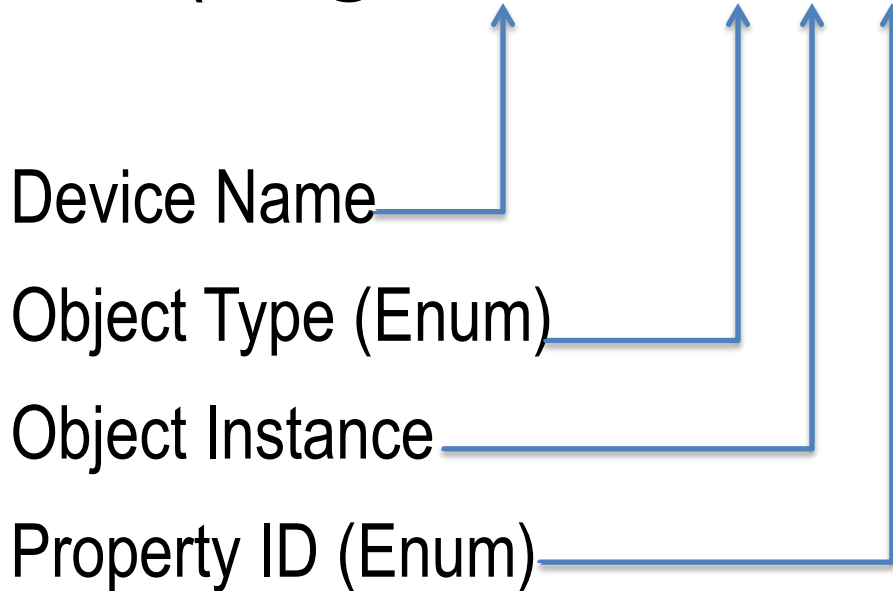 Device Name
Object Type (Enum)
Object Instance
Property ID (Enum)